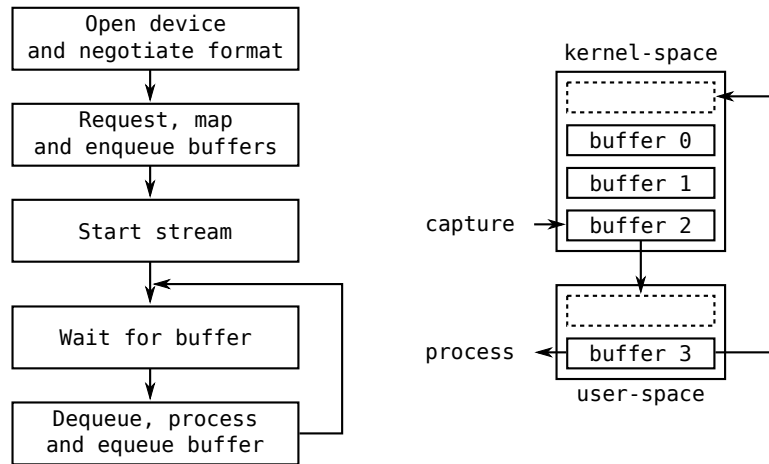 Open device
and negotiate format
Request, map
and enqueue buffers
Start stream
Wait for buffer
Dequeue, process
and equeue buffer
kernel-space
buffer 0
buffer 1
capture
buffer 2
process
buffer 3
user-space